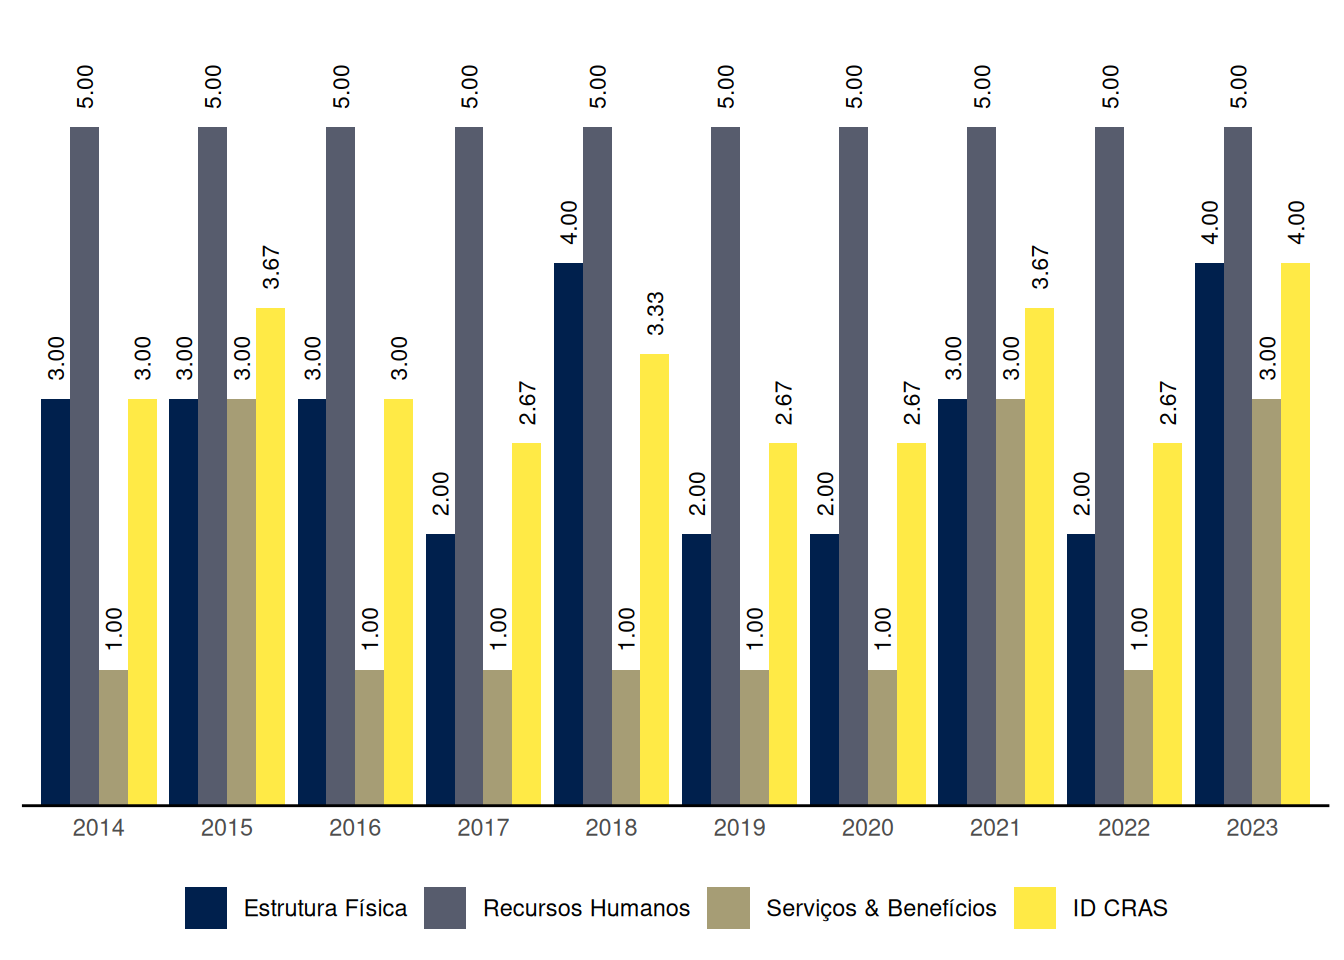 5.00 5.00 5.00 5.00 5.00 5.00 5.00 5.00 5.00 5.00
4.00 4.00 4.00
3.67 3.67
3.33
3.00 3.00 3.00 3.00 3.00 3.00 3.00 3.00 3.00
2.67 2.67 2.67 2.67
2.00 2.00 2.00 2.00
1.00 1.00 1.00 1.00 1.00 1.00 1.00
2014 2015 2016 2017 2018 2019 2020 2021 2022 2023
Estrutura Física Recursos Humanos Serviços & Benefícios ID CRAS